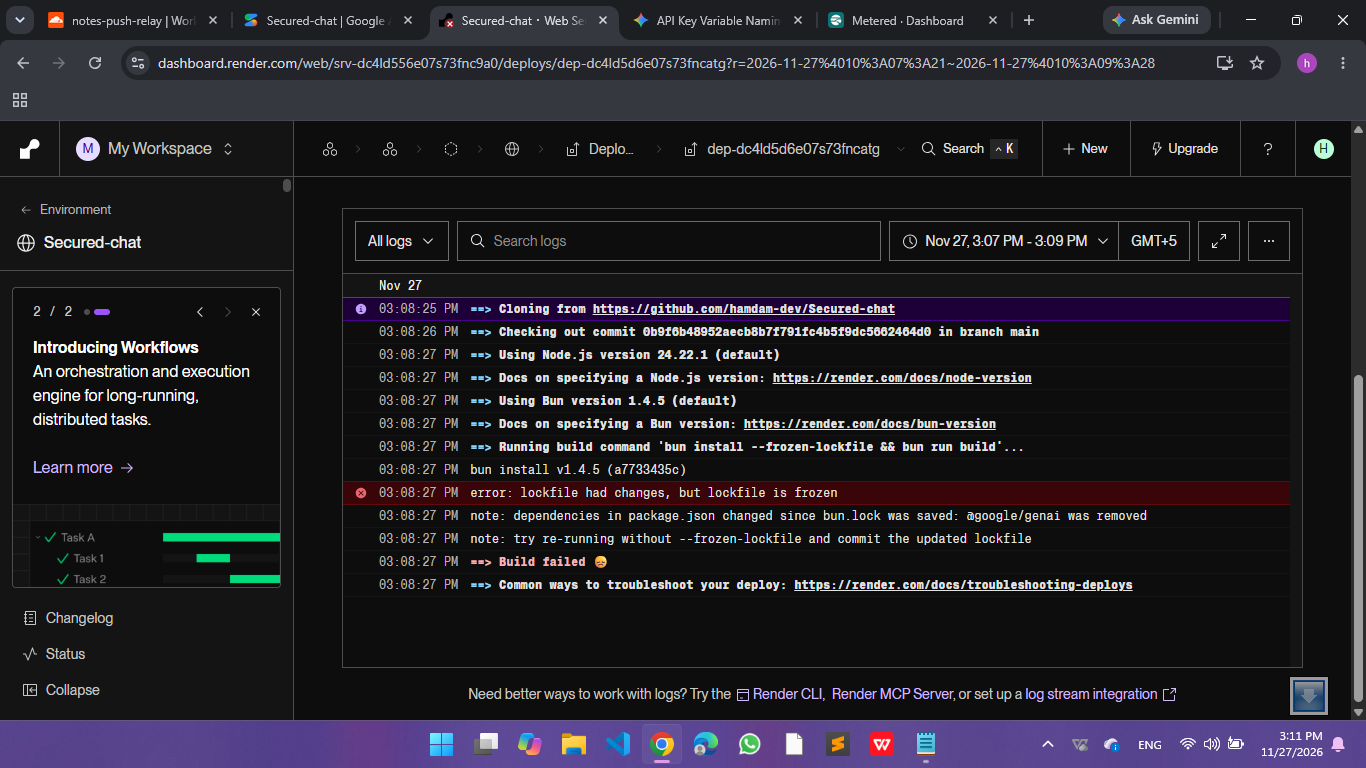 notes-push-relay | Worl
Secured-chat | Google A
Secured-chat · Web Se
API Key Variable Namin
Metered · Dashboard
Ask Gemini
dashboard.render.com/web/srv-dc4ld556e07s73fnc9a0/deploys/dep-dc4ld5d6e07s73fncatg?r=2026-11-27%4010%3A07%3A21~2026-11-27%4010%3A09%3A28
h
M My Workspace
Deplo...
dep-dc4ld5d6e07s73fncatg
Search ^ K
+ New
Upgrade
?
H
← Environment
Secured-chat
2 / 2
Introducing Workflows
An orchestration and execution
engine for long-running,
distributed tasks.
Learn more →
Task A
Task 1
Task 2
Changelog
Status
Collapse
All logs
Search logs
Nov 27, 3:07 PM - 3:09 PM
GMT+5
...
Nov 27
03:08:25 PM ==> Cloning from https://github.com/hamdam-dev/Secured-chat
03:08:26 PM ==> Checking out commit 0b9f6b48952aecb8b7f791fc4b5f9dc5662464d0 in branch main
03:08:27 PM ==> Using Node.js version 24.22.1 (default)
03:08:27 PM ==> Docs on specifying a Node.js version: https://render.com/docs/node-version
03:08:27 PM ==> Using Bun version 1.4.5 (default)
03:08:27 PM ==> Docs on specifying a Bun version: https://render.com/docs/bun-version
03:08:27 PM ==> Running build command 'bun install --frozen-lockfile && bun run build'...
03:08:27 PM bun install v1.4.5 (a7733435c)
03:08:27 PM error: lockfile had changes, but lockfile is frozen
03:08:27 PM note: dependencies in package.json changed since bun.lock was saved: @google/genai was removed
03:08:27 PM note: try re-running without --frozen-lockfile and commit the updated lockfile
03:08:27 PM ==> Build failed 😞
03:08:27 PM ==> Common ways to troubleshoot your deploy: https://render.com/docs/troubleshooting-deploys
Need better ways to work with logs? Try the Render CLI, Render MCP Server, or set up a log stream integration
ENG
3:11 PM
11/27/2026